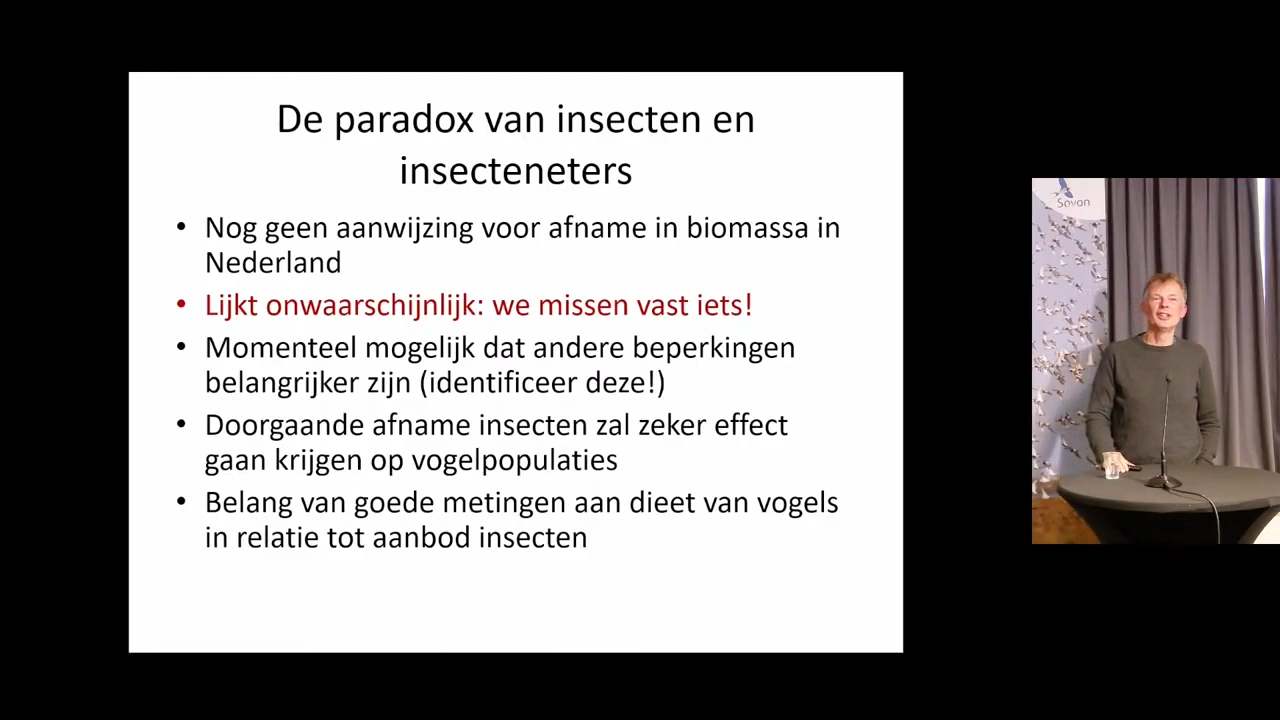 De paradox van insecten en
insecteneters
• Nog geen aanwijzing voor afname in biomassa in
Nederland
• Lijkt onwaarschijnlijk: we missen vast iets!
• Momenteel mogelijk dat andere beperkingen
belangrijker zijn (identificeer deze!)
• Doorgaande afname insecten zal zeker effect
gaan krijgen op vogelpopulaties
• Belang van goede metingen aan dieet van vogels
in relatie tot aanbod insecten
Sovon